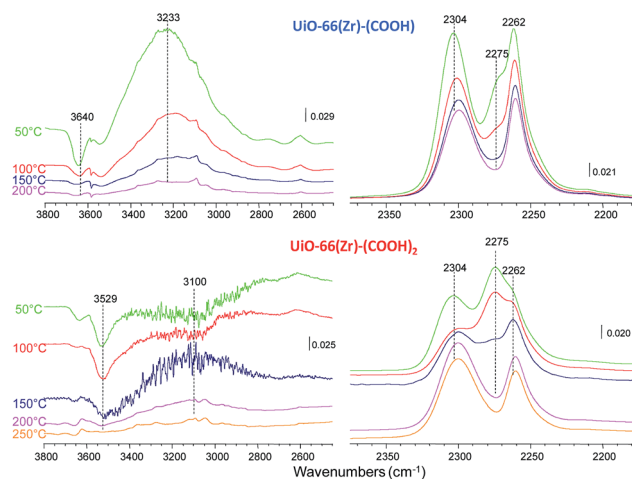 UiO-66(Zr)-(COOH)
3233
3640
0.029
50°C
100°C
150°C
200°C
3800 3600 3400 3200 3000 2800 2600
2304
2275
2262
0.021
2350 2300 2250 2200
UiO-66(Zr)-(COOH)₂
3529
3100
50°C
100°C
0.025
150°C
200°C
250°C
3800 3600 3400 3200 3000 2800 2600
2304
2275
2262
0.020
2350 2300 2250 2200
Wavenumbers (cm⁻¹)